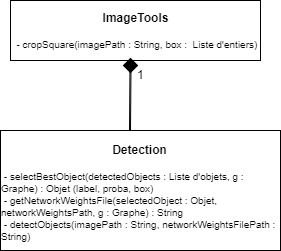 ImageTools
- cropSquare(imagePath : String, box : Liste d'entiers)
1
Detection
- selectBestObject(detectedObjects : Liste d'objets, g :
Graphe) : Objet (label, proba, box)
- getNetworkWeightsFile(selectedObject : Objet,
networkWeightsPath, g : Graphe) : String
- detectObjects(imagePath : String, networkWeightsFilePath :
String)